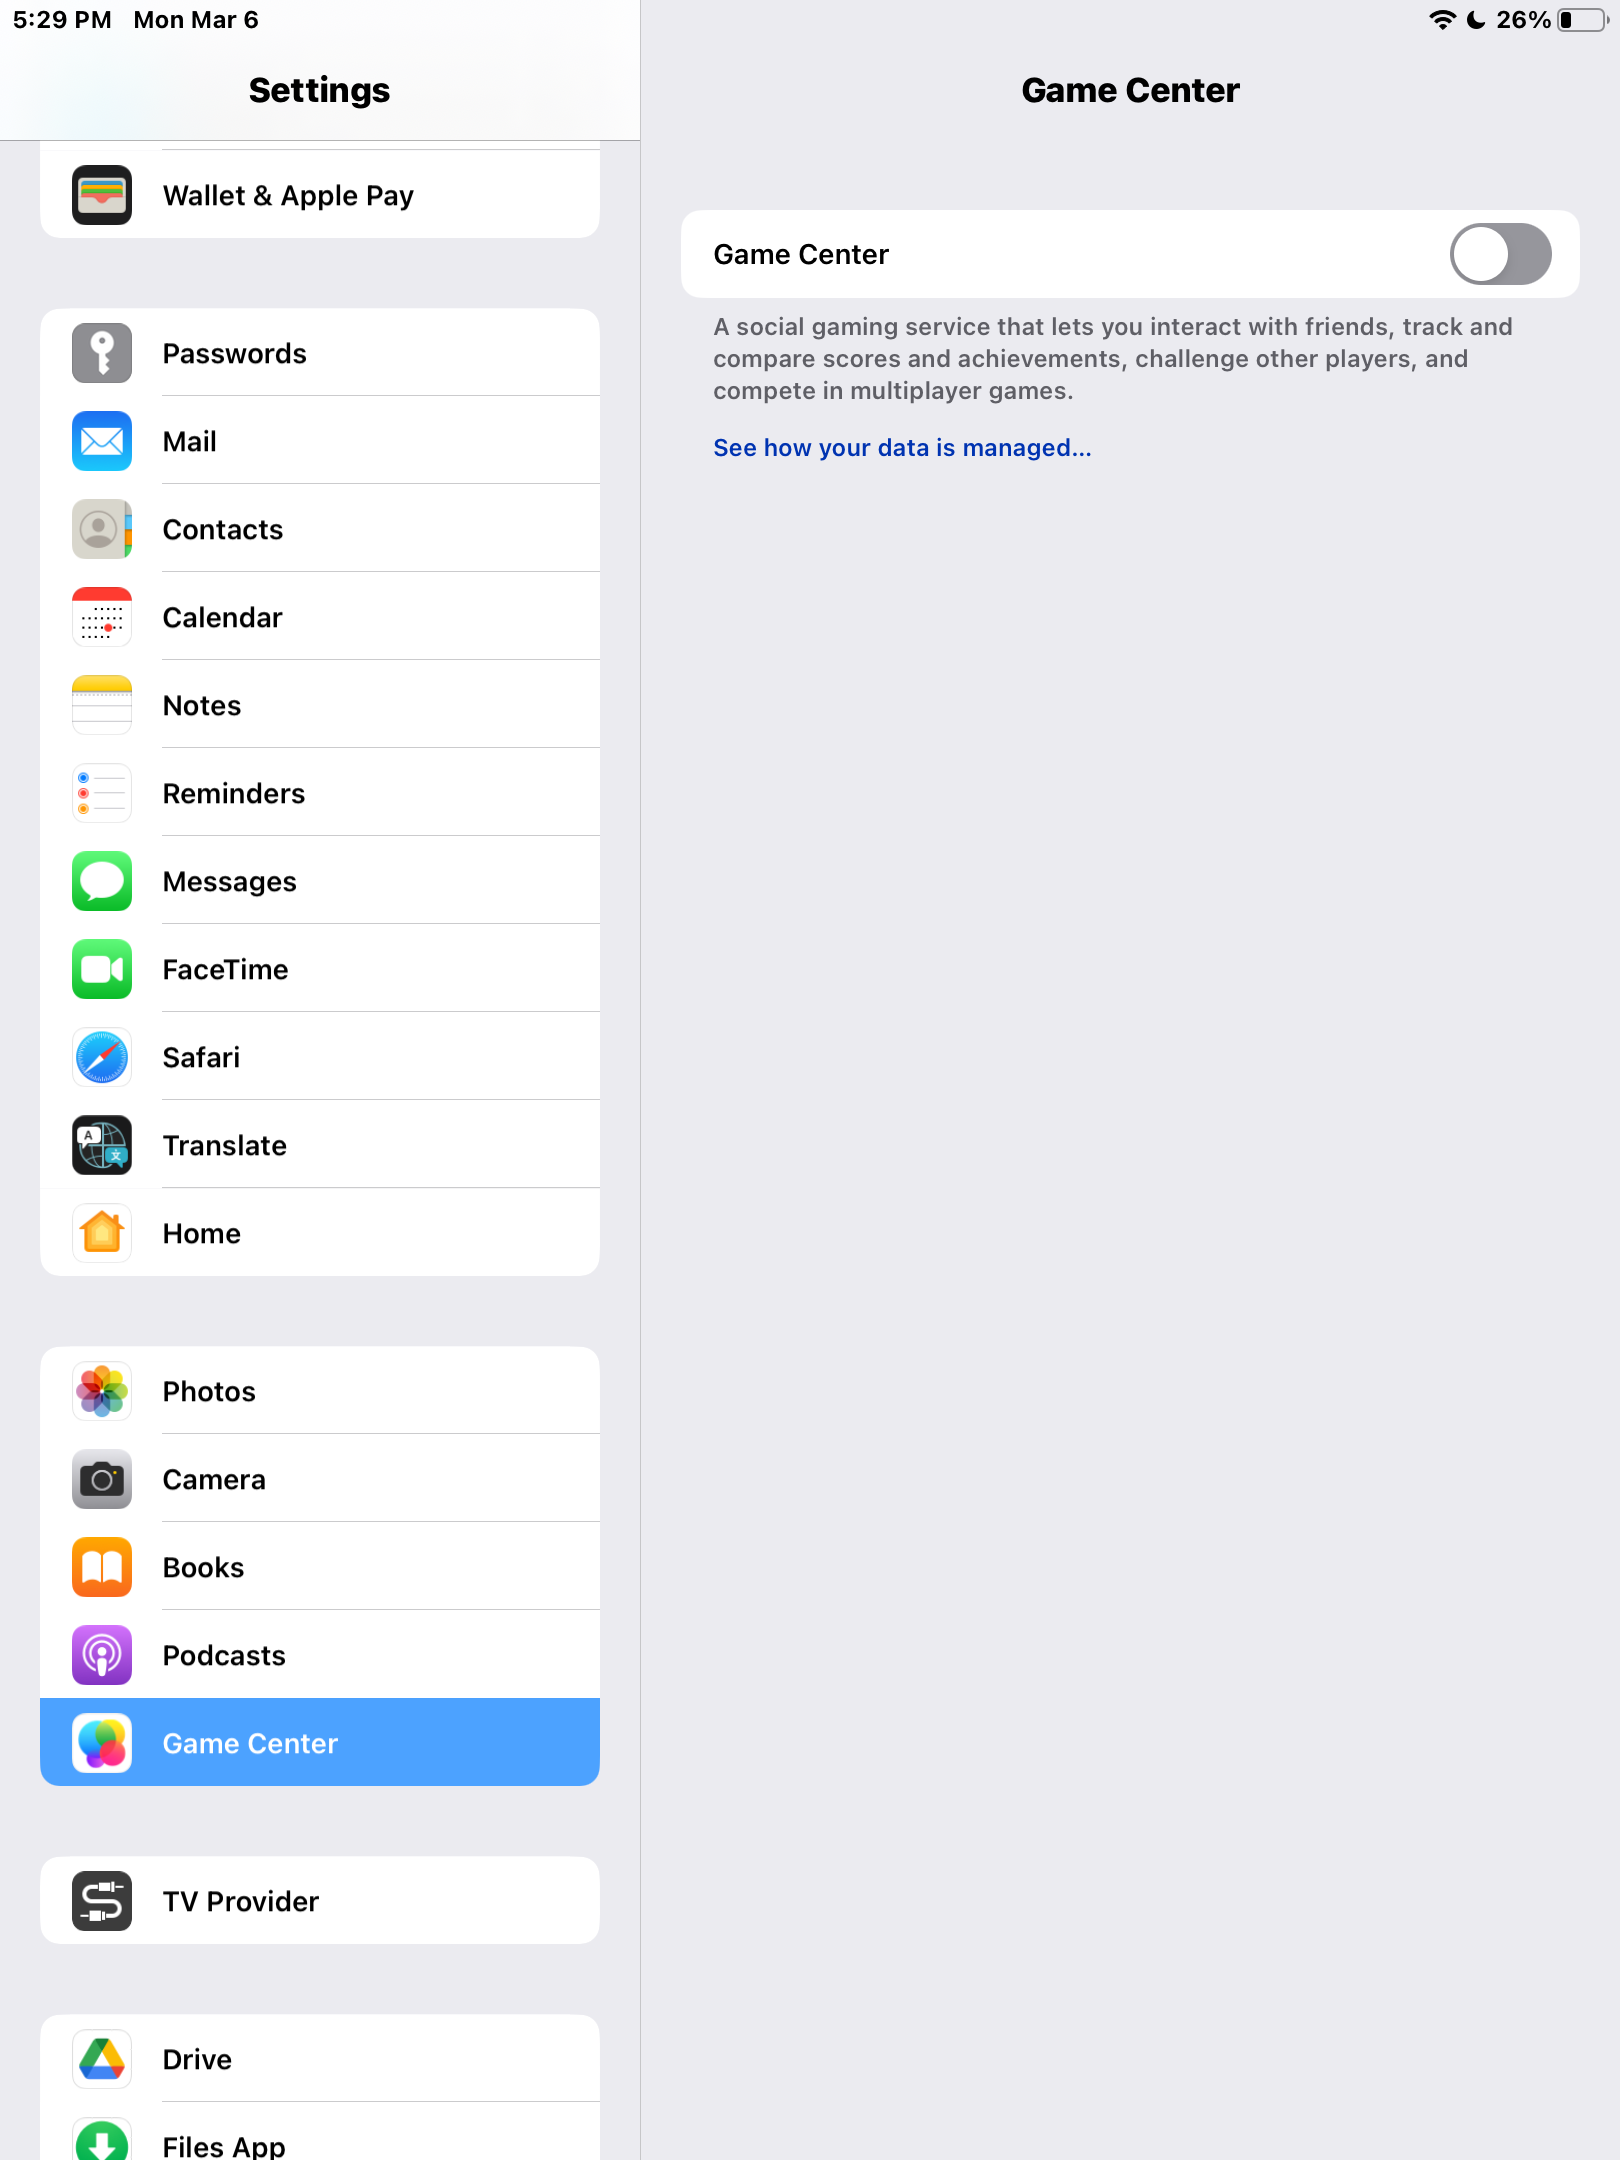 5:29 PM Mon Mar 6
26%
Settings
Wallet & Apple Pay
Passwords
Mail
Contacts
Calendar
Notes
Reminders
Messages
FaceTime
Safari
A
文
Translate
Home
Photos
Camera
Books
Podcasts
Game Center
TV Provider
Drive
Files App
Game Center
Game Center
A social gaming service that lets you interact with friends, track and
compare scores and achievements, challenge other players, and
compete in multiplayer games.
See how your data is managed...